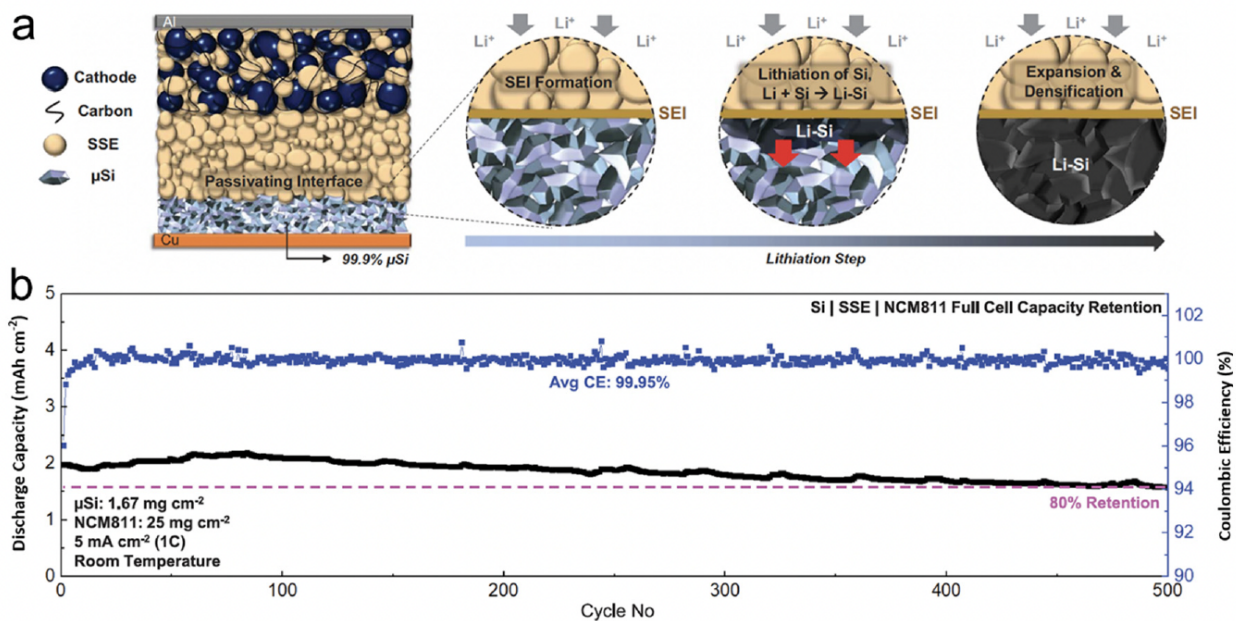 a
Al
Cathode
Carbon
SSE
µSi
Passivating Interface
Cu
99.9% µSi
Li⁺
Li⁺
Li⁺
SEI Formation
SEI
Li⁺
Li⁺
Li⁺
Lithiation of Si,
Li + Si → Li-Si
SEI
Li-Si
Li⁺
Li⁺
Li⁺
Expansion &
Densification
SEI
Li-Si
Lithiation Step
b
Si | SSE | NCM811 Full Cell Capacity Retention
Avg CE: 99.95%
80% Retention
µSi: 1.67 mg cm⁻²
NCM811: 25 mg cm⁻²
5 mA cm⁻² (1C)
Room Temperature
Discharge Capacity (mAh cm⁻²)
5
4
3
2
1
0
0
100
200
300
400
500
Cycle No
102
100
98
96
94
92
90
Coulombic Efficiency (%)